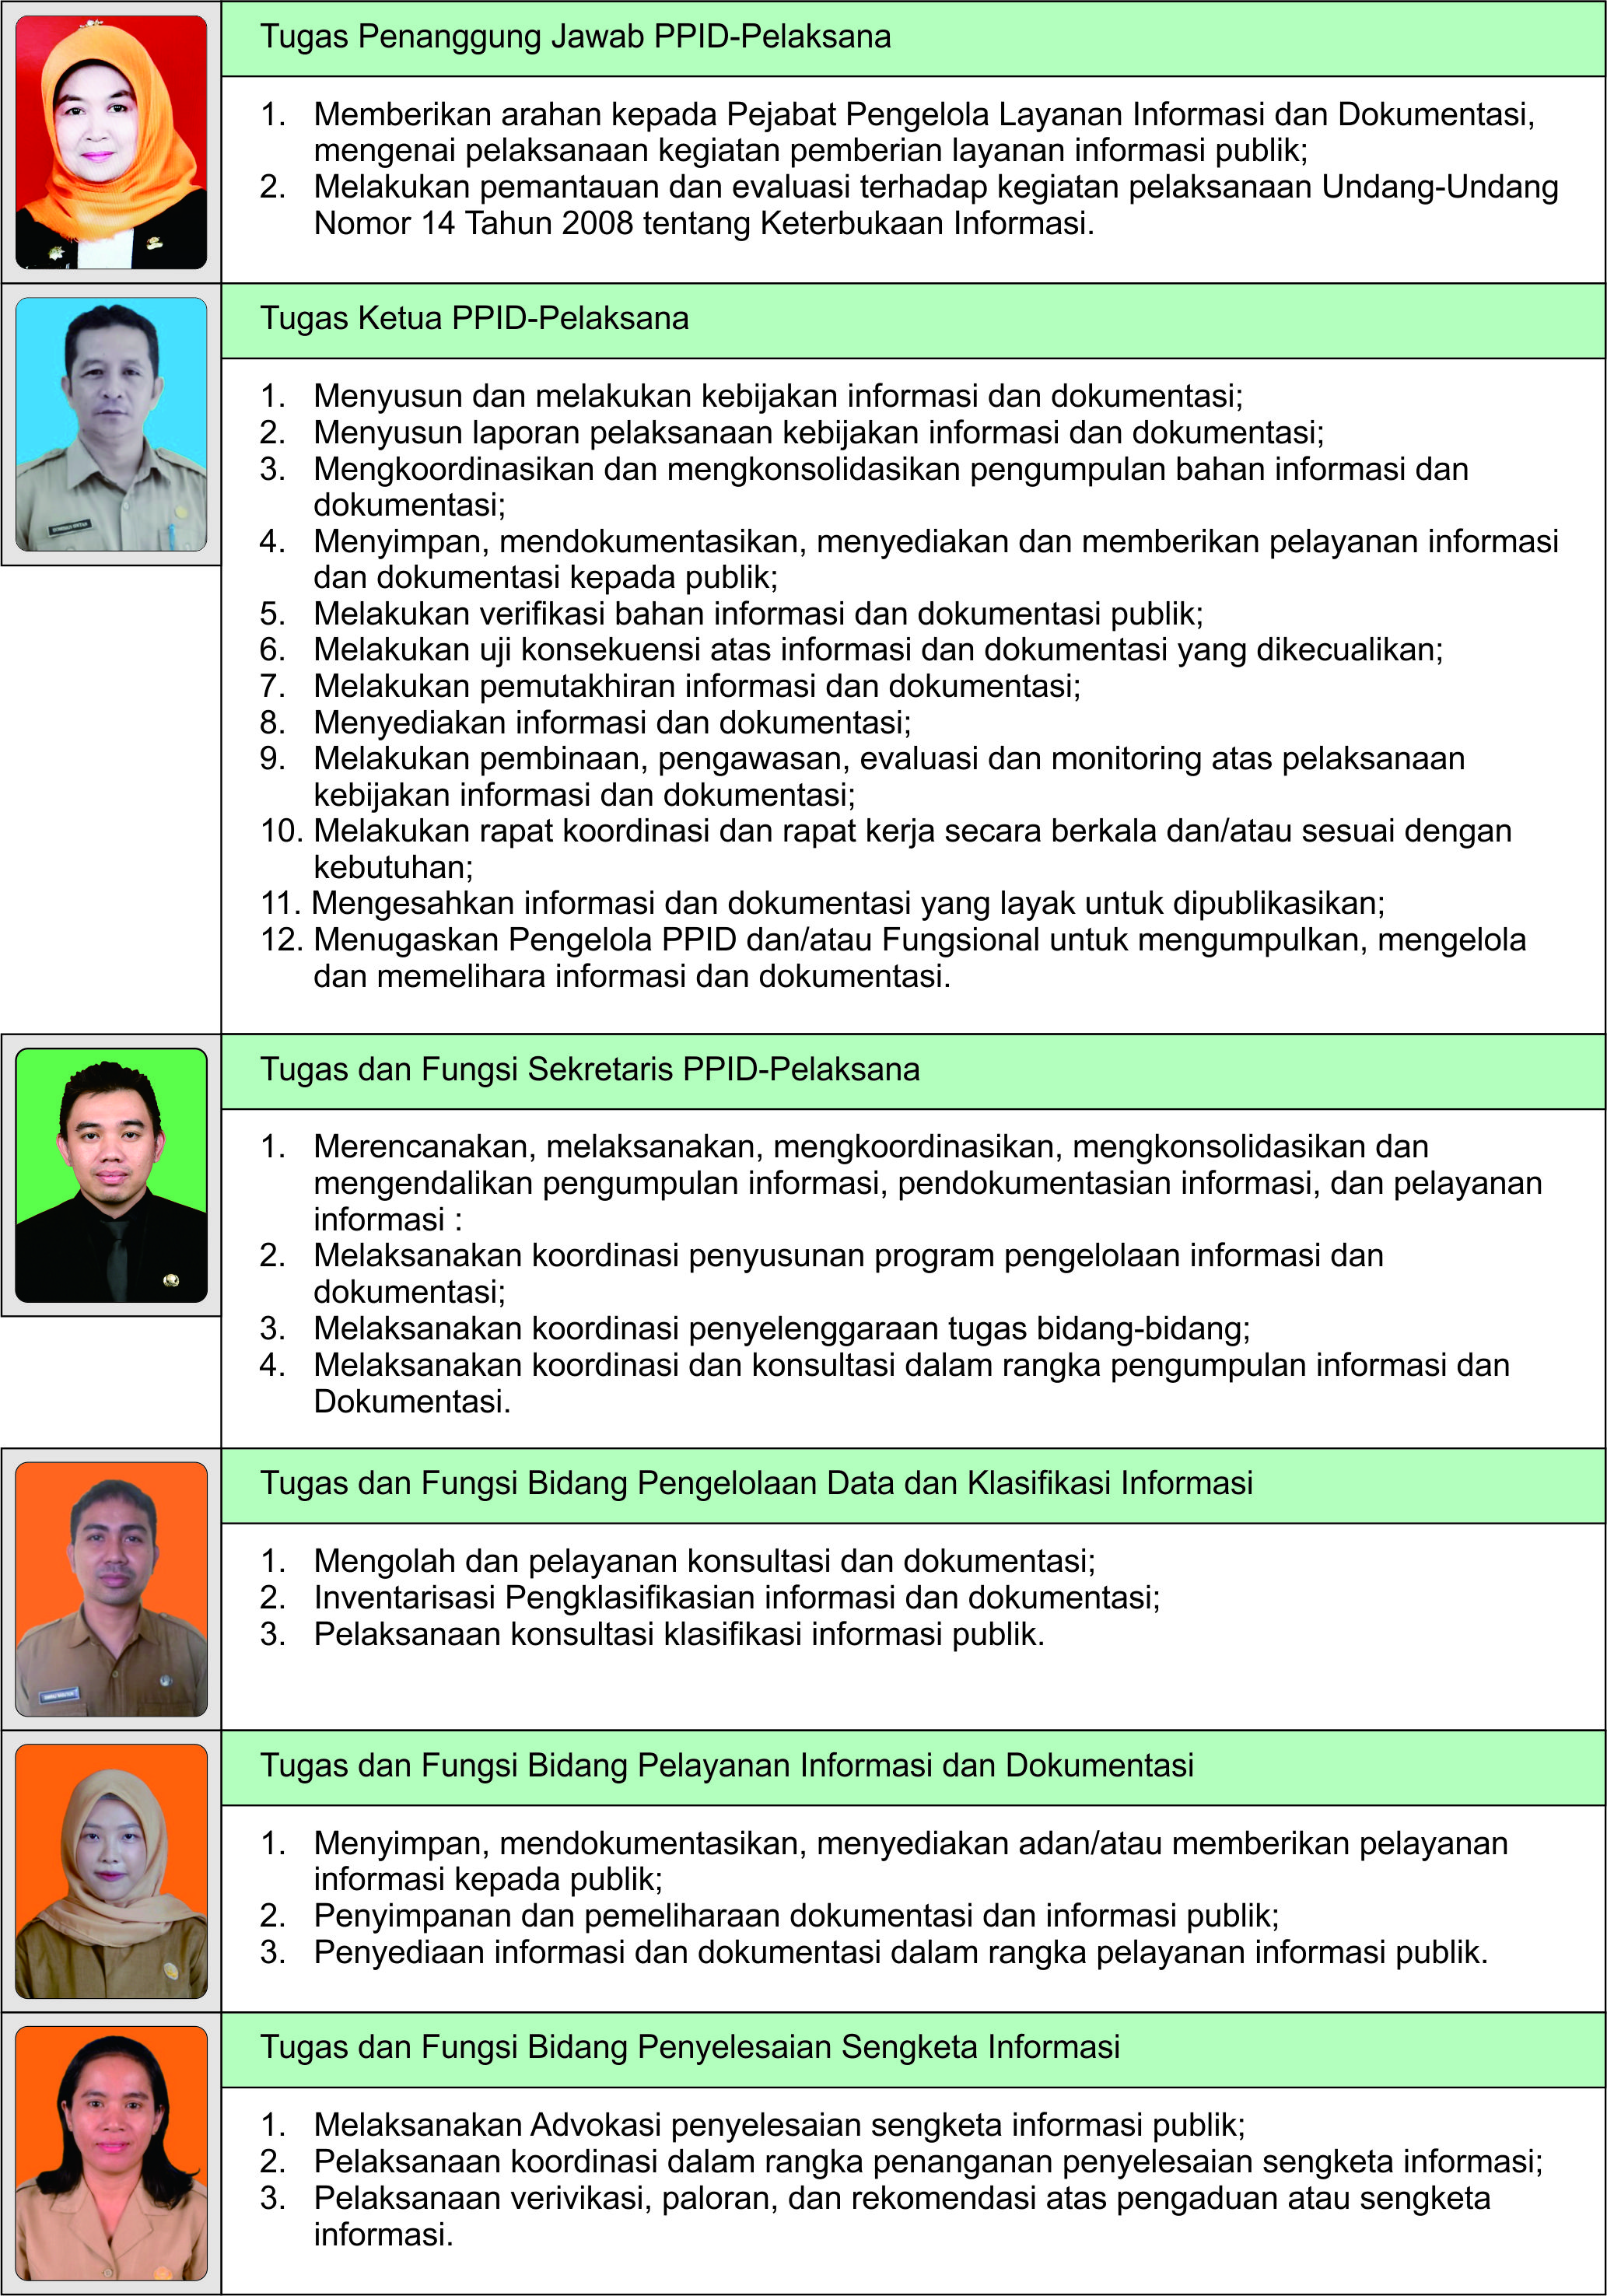 Tugas Penanggung Jawab PPID-Pelaksana
1. Memberikan arahan kepada Pejabat Pengelola Layanan Informasi dan Dokumentasi,
mengenai pelaksanaan kegiatan pemberian layanan informasi publik;
2. Melakukan pemantauan dan evaluasi terhadap kegiatan pelaksanaan Undang-Undang
Nomor 14 Tahun 2008 tentang Keterbukaan Informasi.
Tugas Ketua PPID-Pelaksana
1. Menyusun dan melakukan kebijakan informasi dan dokumentasi;
2. Menyusun laporan pelaksanaan kebijakan informasi dan dokumentasi;
3. Mengkoordinasikan dan mengkonsolidasikan pengumpulan bahan informasi dan
dokumentasi;
4. Menyimpan, mendokumentasikan, menyediakan dan memberikan pelayanan informasi
dan dokumentasi kepada publik;
5. Melakukan verifikasi bahan informasi dan dokumentasi publik;
6. Melakukan uji konsekuensi atas informasi dan dokumentasi yang dikecualikan;
7. Melakukan pemutakhiran informasi dan dokumentasi;
8. Menyediakan informasi dan dokumentasi;
9. Melakukan pembinaan, pengawasan, evaluasi dan monitoring atas pelaksanaan
kebijakan informasi dan dokumentasi;
10. Melakukan rapat koordinasi dan rapat kerja secara berkala dan/atau sesuai dengan
kebutuhan;
11. Mengesahkan informasi dan dokumentasi yang layak untuk dipublikasikan;
12. Menugaskan Pengelola PPID dan/atau Fungsional untuk mengumpulkan, mengelola
dan memelihara informasi dan dokumentasi.
Tugas dan Fungsi Sekretaris PPID-Pelaksana
1. Merencanakan, melaksanakan, mengkoordinasikan, mengkonsolidasikan dan
mengendalikan pengumpulan informasi, pendokumentasian informasi, dan pelayanan
informasi :
2. Melaksanakan koordinasi penyusunan program pengelolaan informasi dan
dokumentasi;
3. Melaksanakan koordinasi penyelenggaraan tugas bidang-bidang;
4. Melaksanakan koordinasi dan konsultasi dalam rangka pengumpulan informasi dan
Dokumentasi.
Tugas dan Fungsi Bidang Pengelolaan Data dan Klasifikasi Informasi
1. Mengolah dan pelayanan konsultasi dan dokumentasi;
2. Inventarisasi Pengklasifikasian informasi dan dokumentasi;
3. Pelaksanaan konsultasi klasifikasi informasi publik.
Tugas dan Fungsi Bidang Pelayanan Informasi dan Dokumentasi
1. Menyimpan, mendokumentasikan, menyediakan adan/atau memberikan pelayanan
informasi kepada publik;
2. Penyimpanan dan pemeliharaan dokumentasi dan informasi publik;
3. Penyediaan informasi dan dokumentasi dalam rangka pelayanan informasi publik.
Tugas dan Fungsi Bidang Penyelesaian Sengketa Informasi
1. Melaksanakan Advokasi penyelesaian sengketa informasi publik;
2. Pelaksanaan koordinasi dalam rangka penanganan penyelesaian sengketa informasi;
3. Pelaksanaan verivikasi, paloran, dan rekomendasi atas pengaduan atau sengketa
informasi.